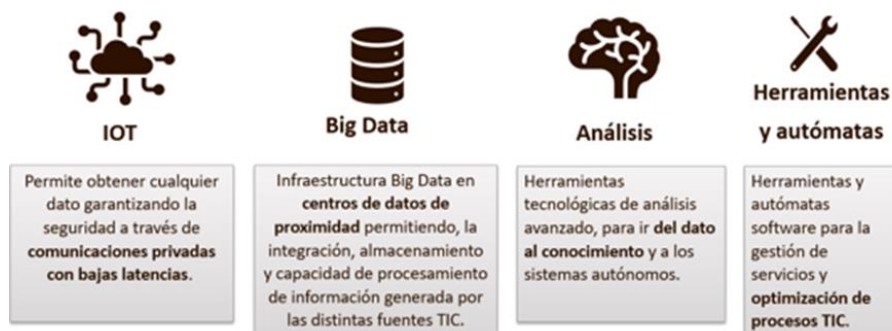 IOT
Permite obtener cualquier
dato garantizando la
seguridad a través de
comunicaciones privadas
con bajas latencias.
Big Data
Infraestructura Big Data en
centros de datos de
proximidad permitiendo, la
integración, almacenamiento
y capacidad de procesamiento
de información generada por
las distintas fuentes TIC.
Análisis
Herramientas
tecnológicas de análisis
avanzado, para ir del dato
al conocimiento y a los
sistemas autónomos.
Herramientas
y autómatas
Herramientas y
autómatas
software para la
gestión de
servicios y
optimización de
procesos TIC.